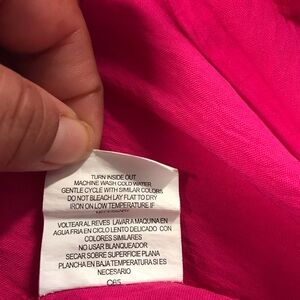 TURN INSIDE OUT
MACHINE WASH COLD WATER
GENTLE CYCLE WITH SIMILAR COLORS
DO NOT BLEACH LAY FLAT TO DRY
IRON ON LOW TEMPERATURE IF
NECESSARY
VOLTEAR AL REVES LAVAR A MAQUINA EN
AGUA FRIA EN CICLO LENTO DELICADO CON
COLORES SIMILARES
NO USAR BLANQUEADOR
SECAR SOBRE SUPERFICIE PLANA
PLANCHA EN BAJA TEMPERATURA SI ES
NECESARIO